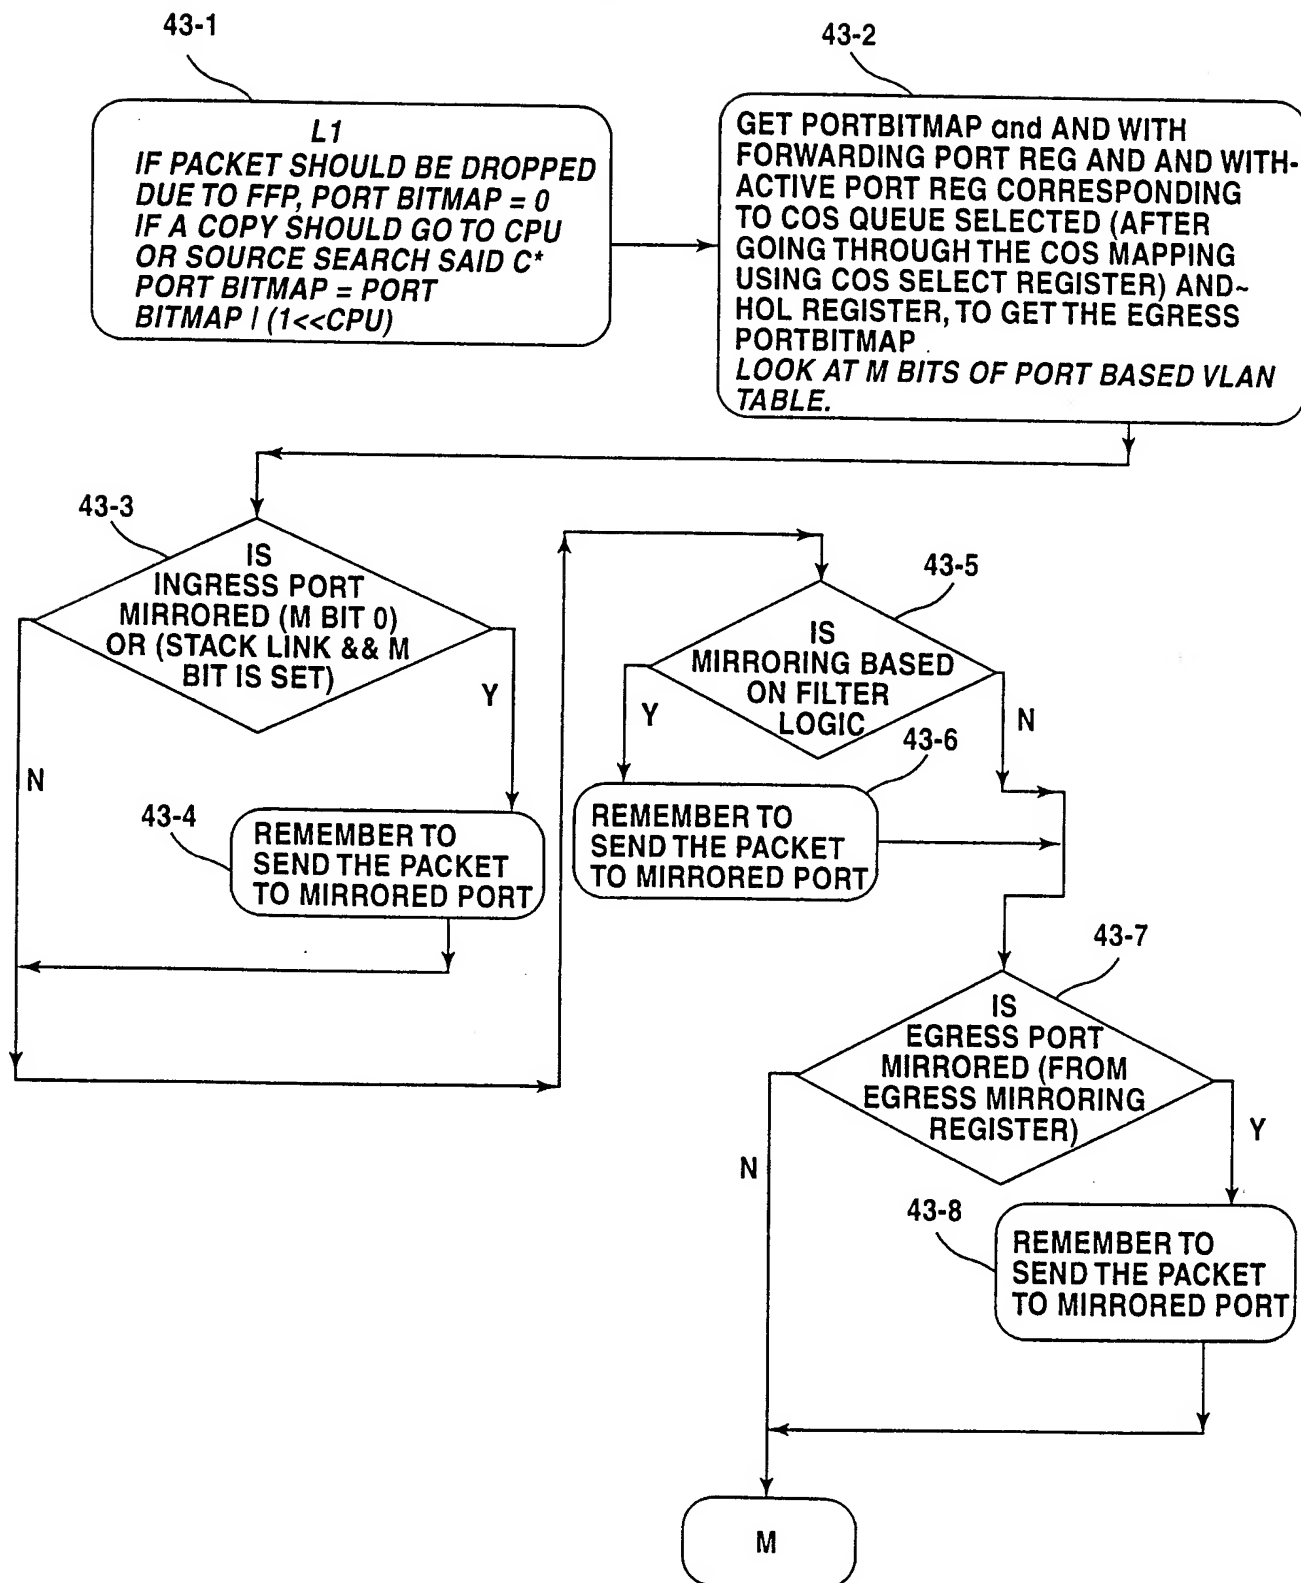 43-1
L1
IF PACKET SHOULD BE DROPPED
DUE TO FFP, PORT BITMAP = 0
IF A COPY SHOULD GO TO CPU
OR SOURCE SEARCH SAID C*
PORT BITMAP = PORT
BITMAP | (1<<CPU)
43-2
GET PORTBITMAP and AND WITH
FORWARDING PORT REG AND AND WITH-
ACTIVE PORT REG CORRESPONDING
TO COS QUEUE SELECTED (AFTER
GOING THROUGH THE COS MAPPING
USING COS SELECT REGISTER) AND~
HOL REGISTER, TO GET THE EGRESS
PORTBITMAP
LOOK AT M BITS OF PORT BASED VLAN
TABLE.
43-3
IS
INGRESS PORT
MIRRORED (M BIT 0)
OR (STACK LINK && M
BIT IS SET)
Y
N
43-4
REMEMBER TO
SEND THE PACKET
TO MIRRORED PORT
43-5
IS
MIRRORING BASED
ON FILTER
LOGIC
Y
N
43-6
REMEMBER TO
SEND THE PACKET
TO MIRRORED PORT
43-7
IS
EGRESS PORT
MIRRORED (FROM
EGRESS MIRRORING
REGISTER)
Y
N
43-8
REMEMBER TO
SEND THE PACKET
TO MIRRORED PORT
M